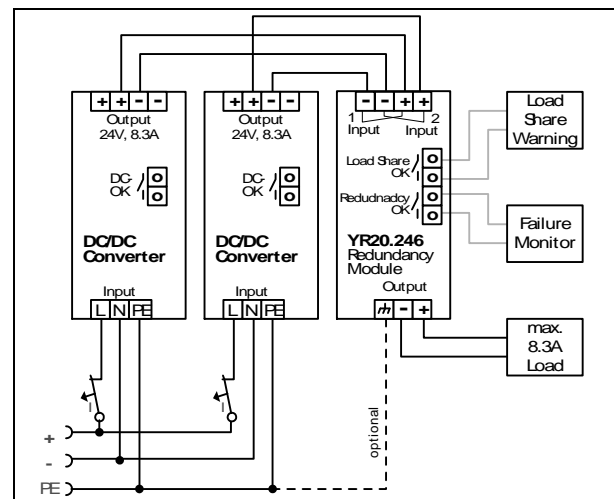 + + - -
Output
24V, 8.3A
DC-
OK
DC/DC
Converter
Input
L N PE
I
+ + - -
Output
24V, 8.3A
DC-
OK
DC/DC
Converter
Input
L N PE
I
- - + +
1 2
Input Input
Load Share
OK
Redudnadcy
OK
YR20.246
Redundancy
Module
Output
- +
Load
Share
Warning
Failure
Monitor
max.
8.3A
Load
optional
+
-
PE